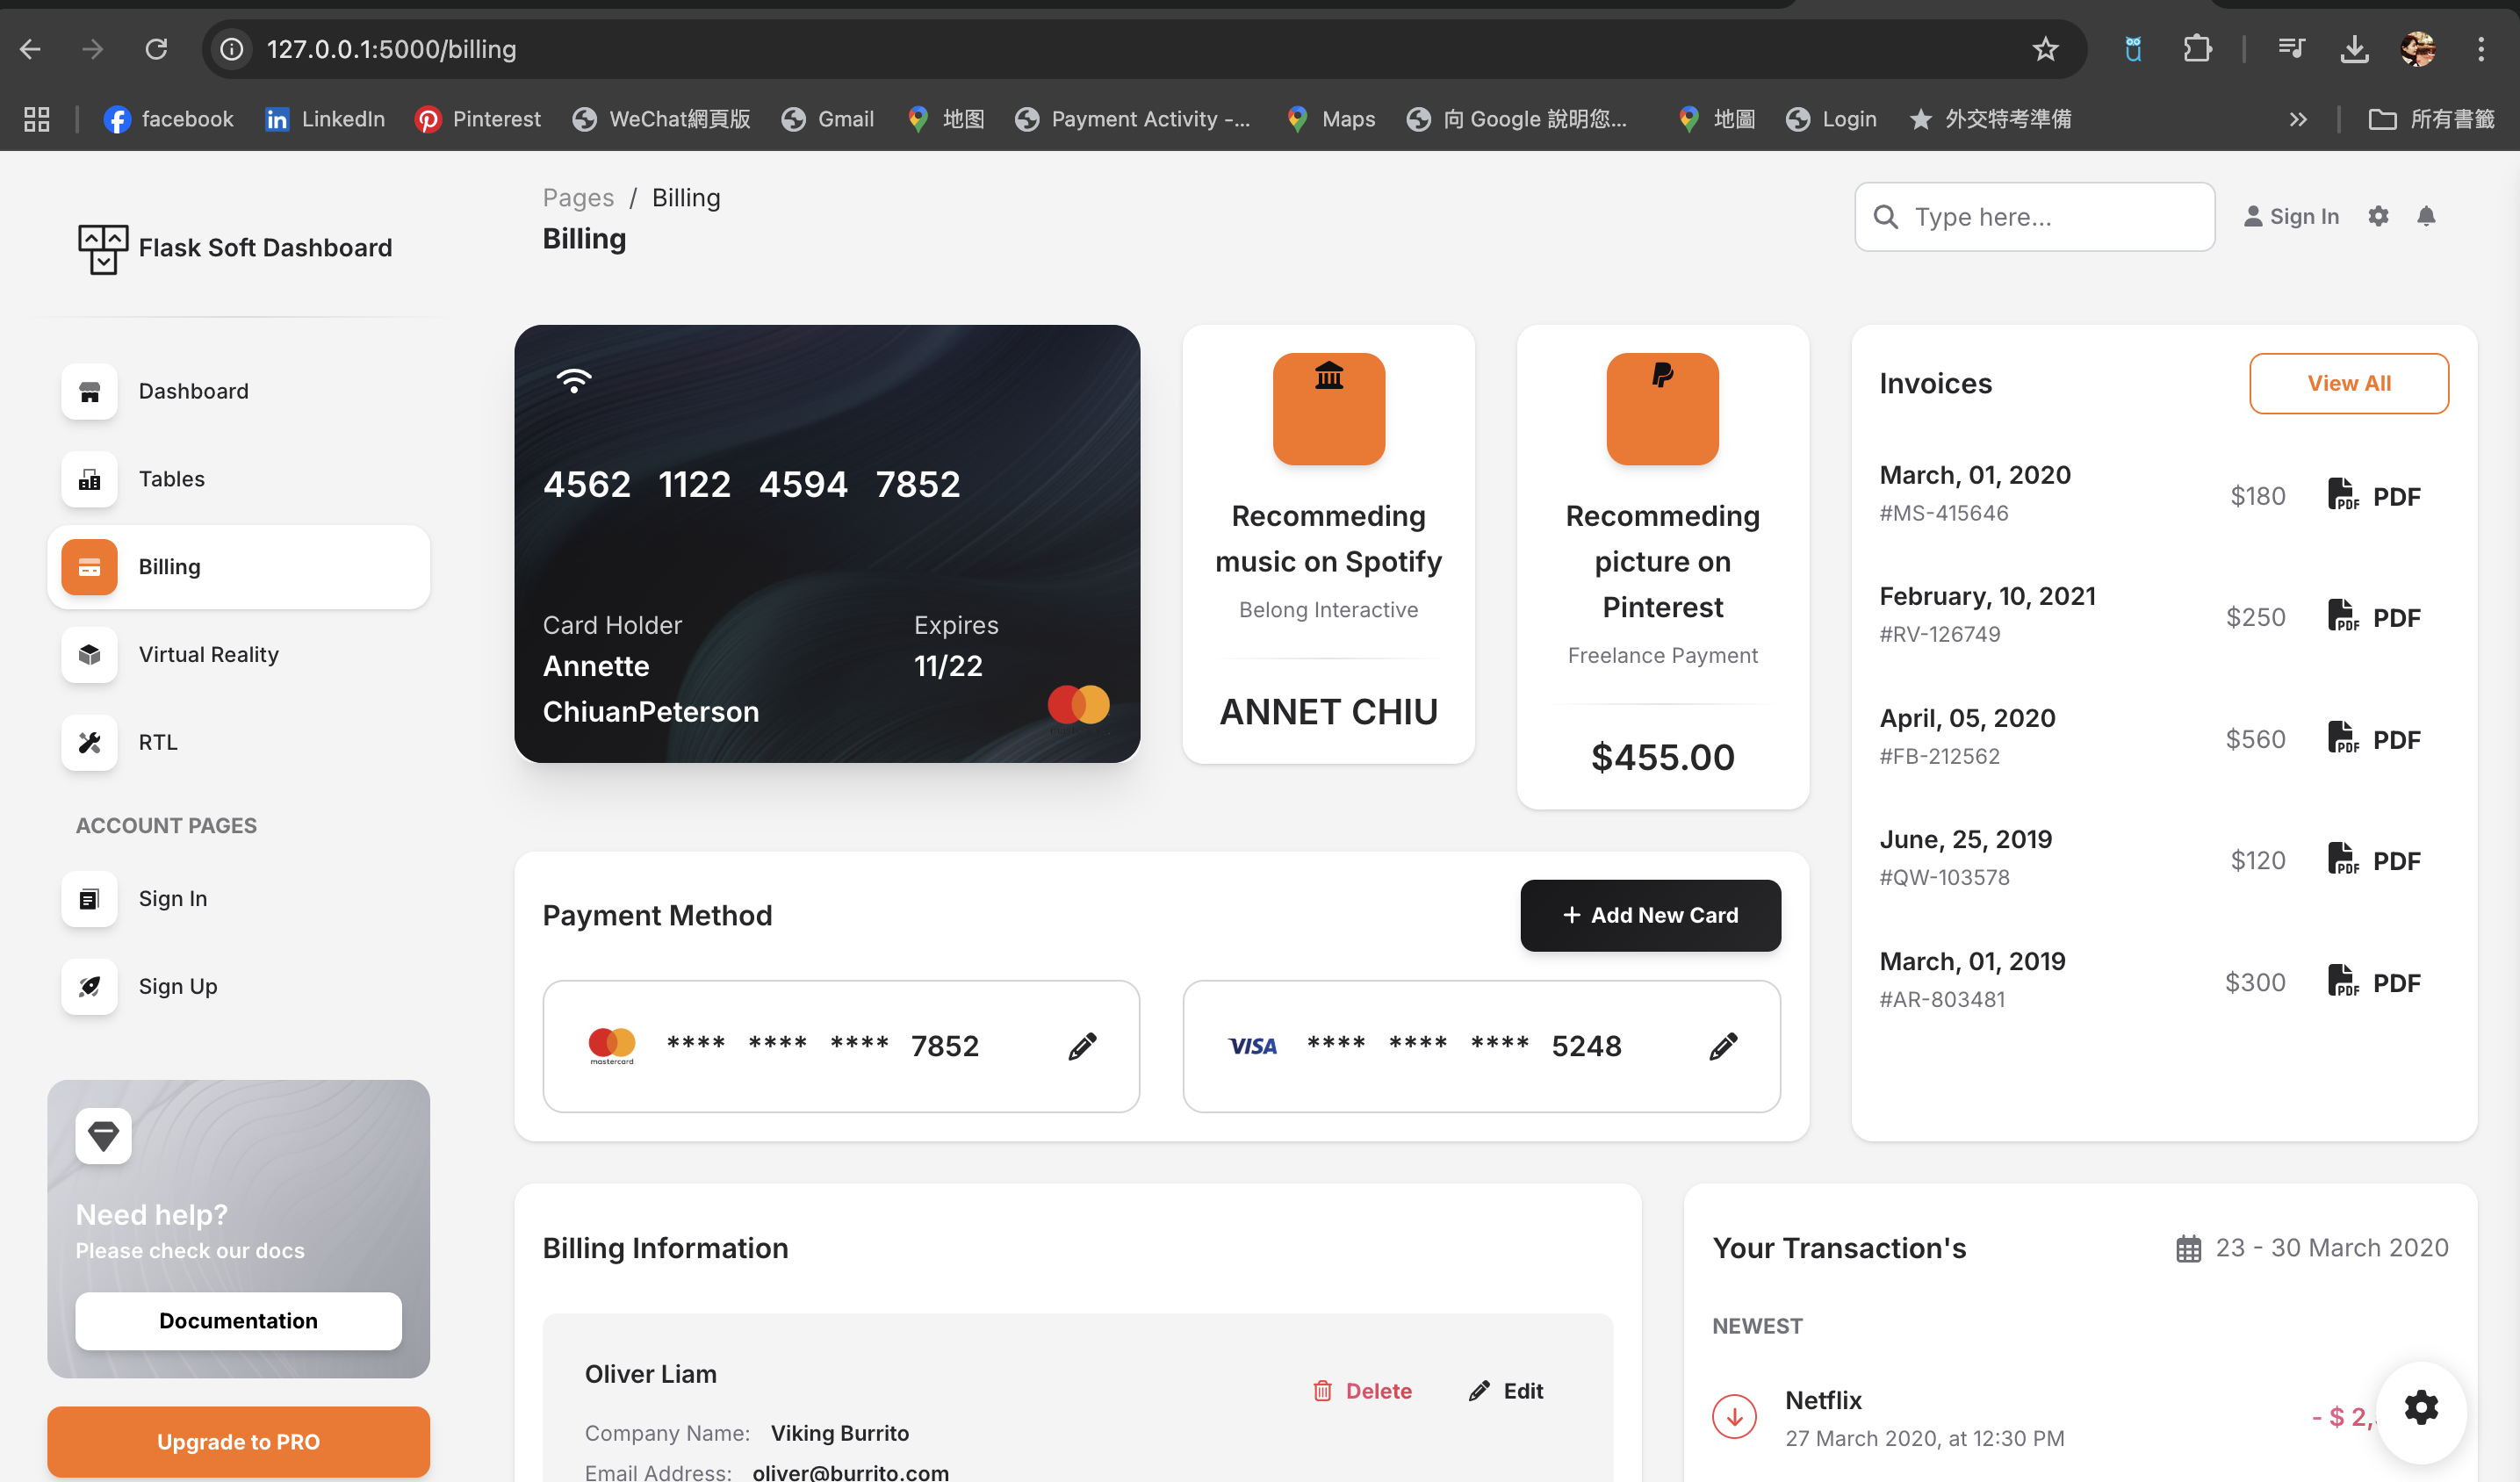 127.0.0.1:5000/billing
facebook
LinkedIn
Pinterest
WeChat網頁版
Gmail
地图
Payment Activity -...
Maps
向 Google 說明您...
地圖
Login
外交特考準備
所有書籤
Flask Soft Dashboard
Dashboard
Tables
Billing
Virtual Reality
RTL
ACCOUNT PAGES
Sign In
Sign Up
Need help?
Please check our docs
Documentation
Upgrade to PRO
Pages / Billing
Billing
Type here...
Sign In
4562 1122 4594 7852
Card Holder
Annette
ChiuanPeterson
Expires
11/22
Recommeding
music on Spotify
Belong Interactive
ANNET CHIU
Recommeding
picture on
Pinterest
Freelance Payment
$455.00
Invoices
View All
March, 01, 2020
#MS-415646
$180
PDF
PDF
February, 10, 2021
#RV-126749
$250
PDF
PDF
April, 05, 2020
#FB-212562
$560
PDF
PDF
June, 25, 2019
#QW-103578
$120
PDF
PDF
March, 01, 2019
#AR-803481
$300
PDF
PDF
Payment Method
+ Add New Card
mastercard
**** **** **** 7852
VISA
**** **** **** 5248
Billing Information
Oliver Liam
Delete
Edit
Company Name: Viking Burrito
Email Address: oliver@burrito.com
Your Transaction's
23 - 30 March 2020
NEWEST
Netflix
27 March 2020, at 12:30 PM
- $ 2,